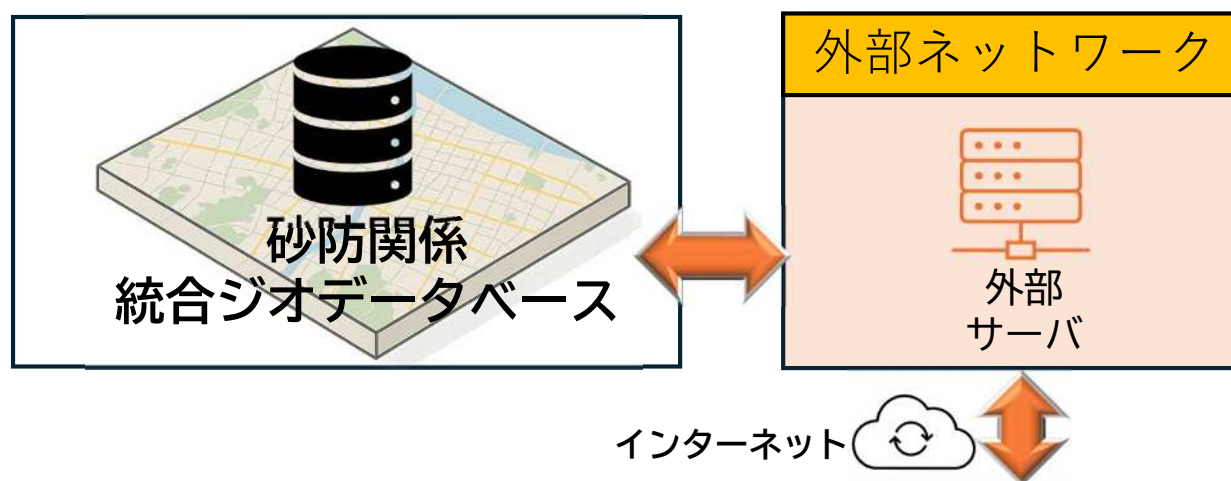 外部ネットワーク
砂防関係
統合ジオデータベース
外部
サーバ
インターネット